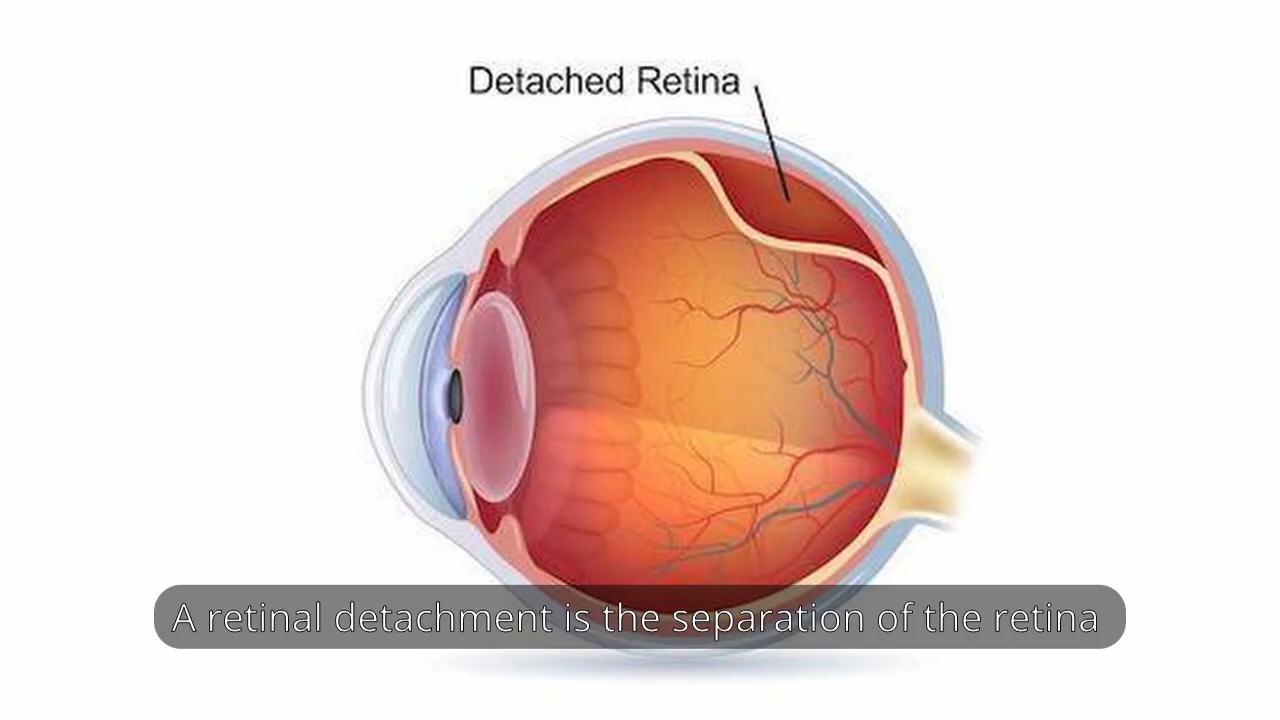 Detached Retina
A retinal detachment is the separation of the retina